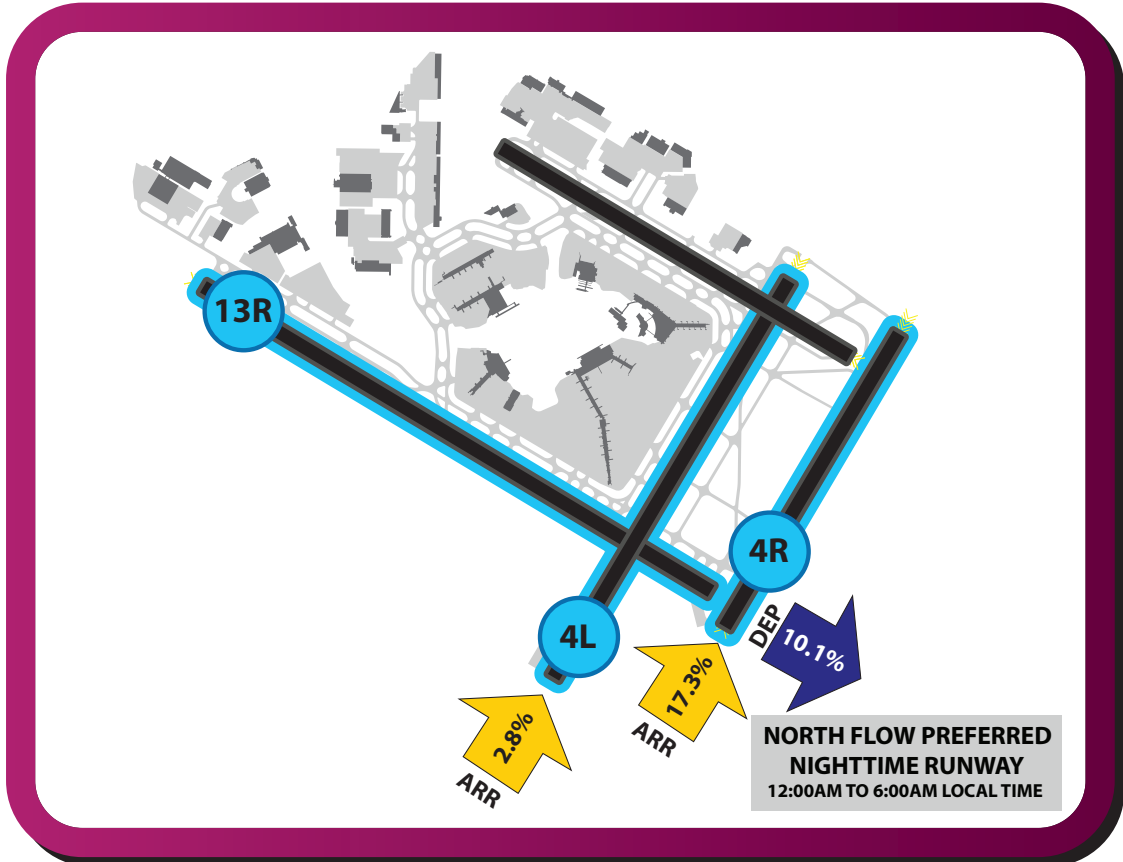 13R
4R
4L
DEP
10.1%
17.3%
ARR
2.8%
ARR
NORTH FLOW PREFERRED
NIGHTTIME RUNWAY
12:00AM TO 6:00AM LOCAL TIME